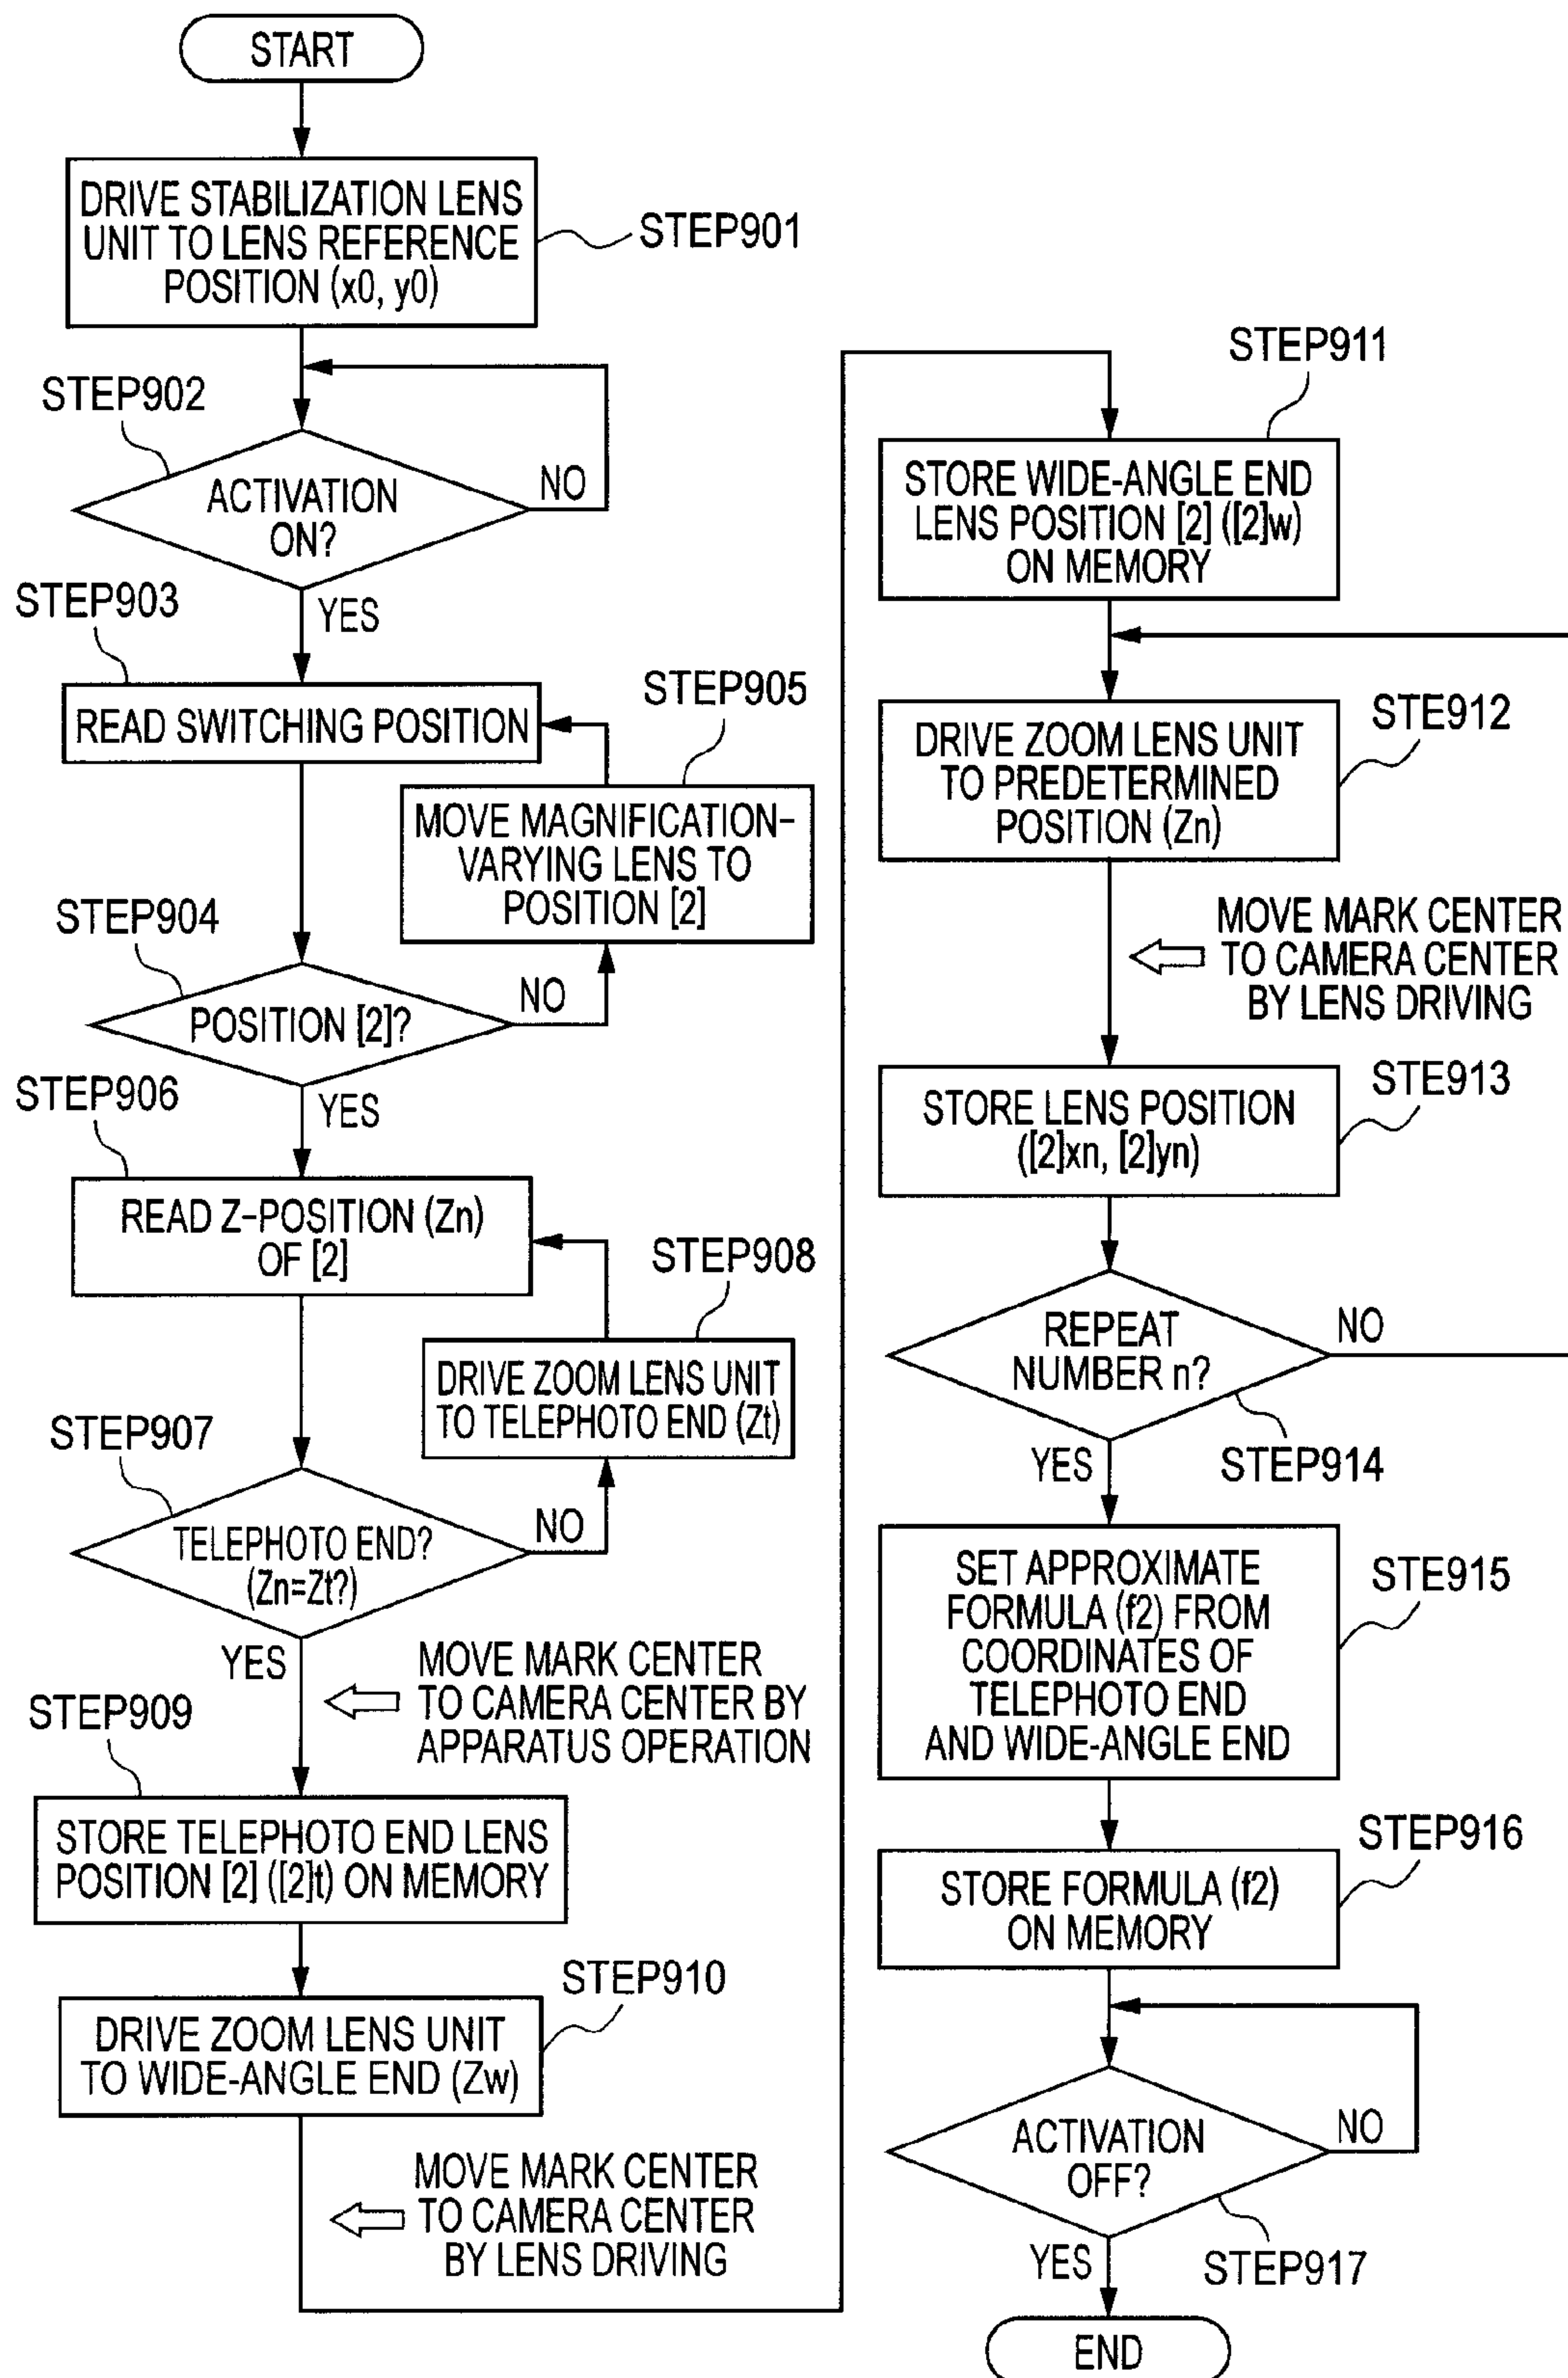 START
DRIVE STABILIZATION LENS
UNIT TO LENS REFERENCE
POSITION (x0, y0)
STEP901
STEP902
ACTIVATION
ON?
NO
YES
STEP903
READ SWITCHING POSITION
STEP905
MOVE MAGNIFICATION-
VARYING LENS TO
POSITION [2]
STEP904
POSITION [2]?
NO
YES
STEP906
READ Z-POSITION (Zn)
OF [2]
STEP908
DRIVE ZOOM LENS UNIT
TO TELEPHOTO END (Zt)
STEP907
TELEPHOTO END?
(Zn=Zt?)
NO
YES
MOVE MARK CENTER
TO CAMERA CENTER BY
APPARATUS OPERATION
STEP909
STORE TELEPHOTO END LENS
POSITION [2] ([2]t) ON MEMORY
STEP910
DRIVE ZOOM LENS UNIT
TO WIDE-ANGLE END (Zw)
MOVE MARK CENTER
TO CAMERA CENTER
BY LENS DRIVING
STEP911
STORE WIDE-ANGLE END
LENS POSITION [2] ([2]w)
ON MEMORY
STE912
DRIVE ZOOM LENS UNIT
TO PREDETERMINED
POSITION (Zn)
MOVE MARK CENTER
TO CAMERA CENTER
BY LENS DRIVING
STE913
STORE LENS POSITION
([2]xn, [2]yn)
REPEAT
NUMBER n?
NO
YES
STEP914
SET APPROXIMATE
FORMULA (f2) FROM
COORDINATES OF
TELEPHOTO END
AND WIDE-ANGLE END
STE915
STEP916
STORE FORMULA (f2)
ON MEMORY
ACTIVATION
OFF?
NO
YES
STEP917
END